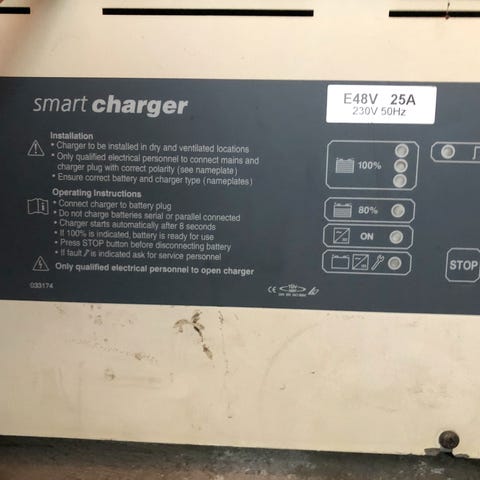 smart charger
E48V 25A
230V 50Hz
Installation
• Charger to be installed in dry and ventilated locations
• Only qualified electrical personnel to connect mains and
charger plug with correct polarity (see nameplate)
• Ensure correct battery and charger type (nameplates)
Operating Instructions
• Connect charger to battery plug
• Do not charge batteries serial or parallel connected
• Charger starts automatically after 8 seconds
• If 100% is indicated, battery is ready for use
• Press STOP button before disconnecting battery
• If fault is indicated ask for service personnel
Only qualified electrical personnel to open charger
033174
100%
80%
ON
STOP
CE